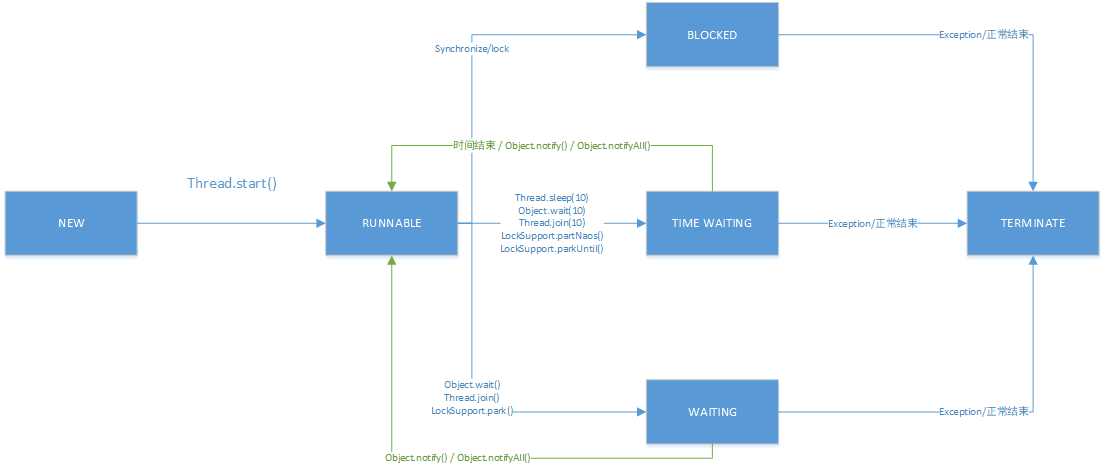 BLOCKED
Exception/正常结束
Synchronize/lock
时间结束 / Object.notify() / Object.notifyAll()
Thread.start()
NEW
RUNNABLE
Thread.sleep(10)
Object.wait(10)
Thread.join(10)
LockSupport.partNaos()
LockSupport.parkUntil()
TIME WAITING
Exception/正常结束
TERMINATE
Object.wait()
Thread.join()
LockSupport.park()
WAITING
Exception/正常结束
Object.notify() / Object.notifyAll()